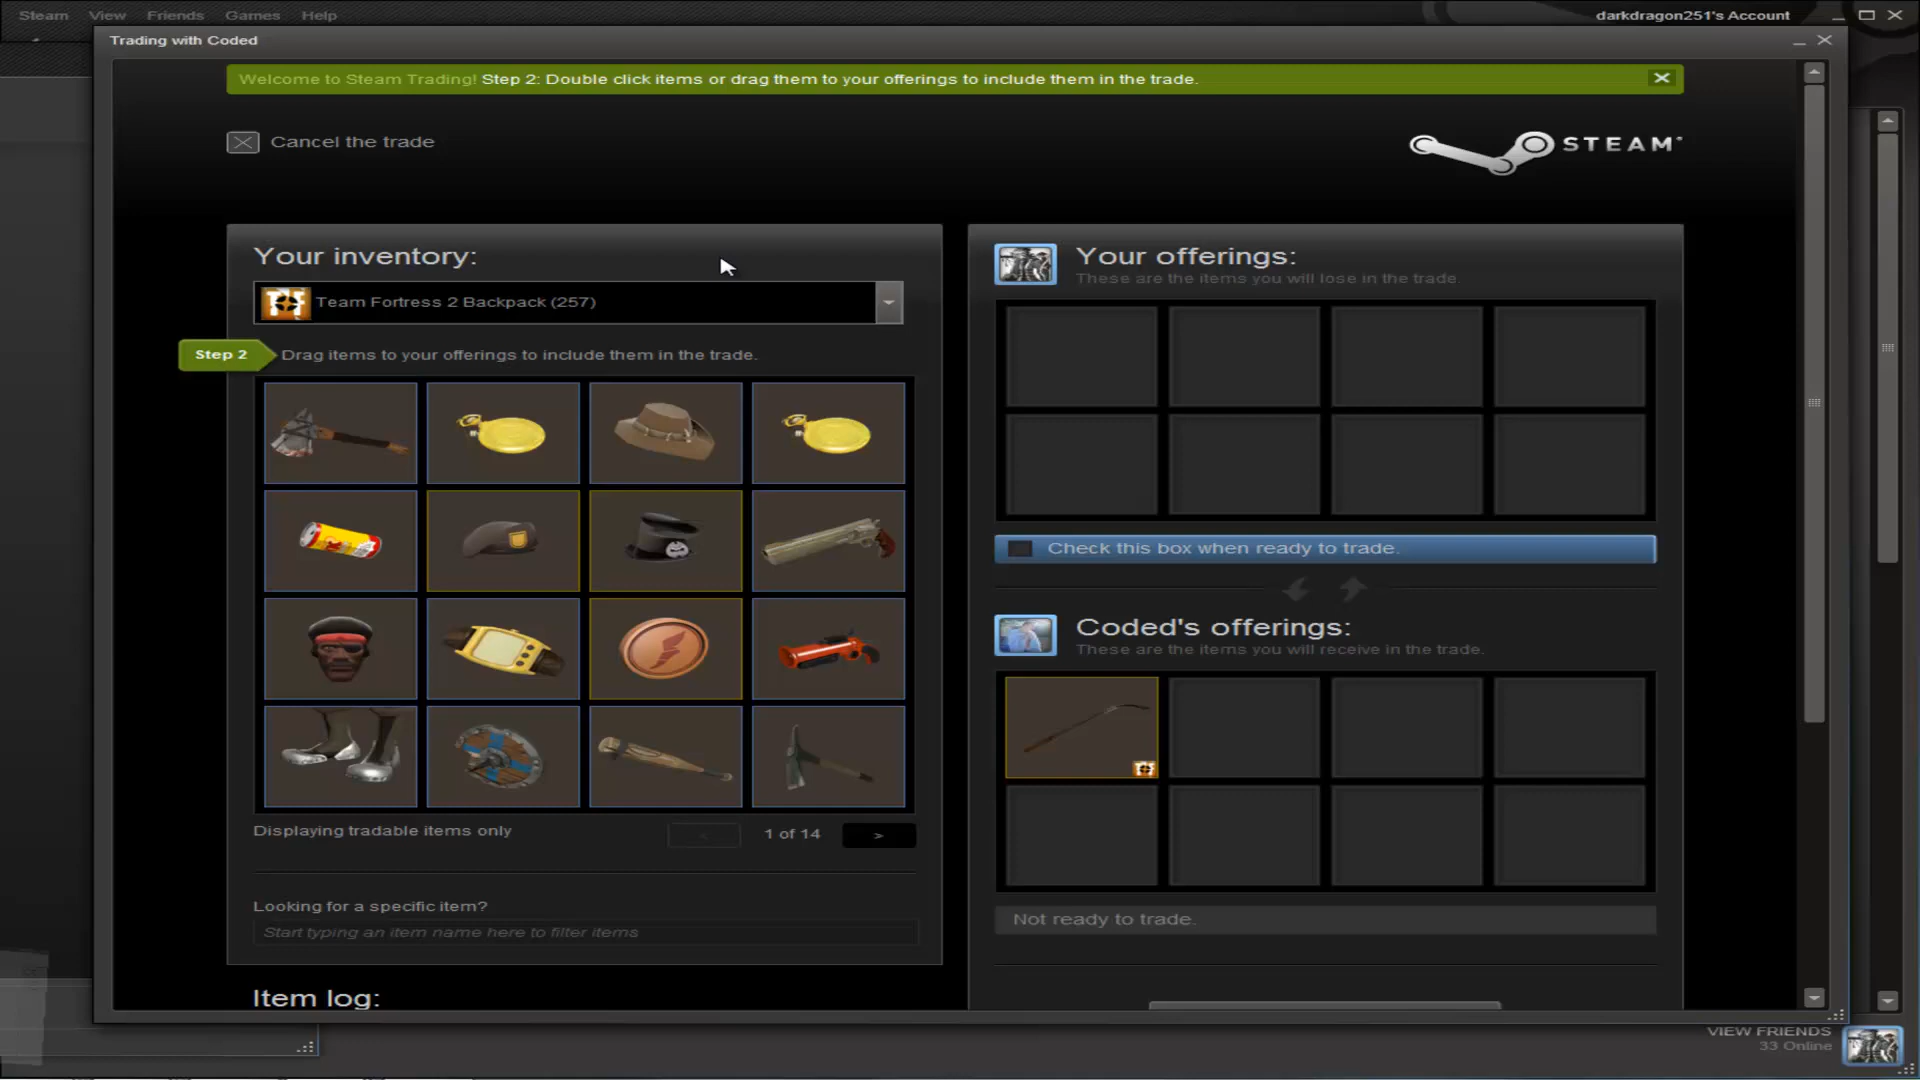 Steam View Friends Games Help
darkdragon251's Account
Trading with Coded
Welcome to Steam Trading! Step 2: Double click items or drag them to your offerings to include them in the trade.
Cancel the trade
STEAM
Your inventory:
Team Fortress 2 Backpack (257)
Step 2
Drag items to your offerings to include them in the trade.
Displaying tradable items only
<
1 of 14
>
Looking for a specific item?
Start typing an item name here to filter items
Item log:
Your offerings:
These are the items you will lose in the trade.
Check this box when ready to trade.
Coded's offerings:
These are the items you will receive in the trade.
Not ready to trade.
VIEW FRIENDS
33 Online